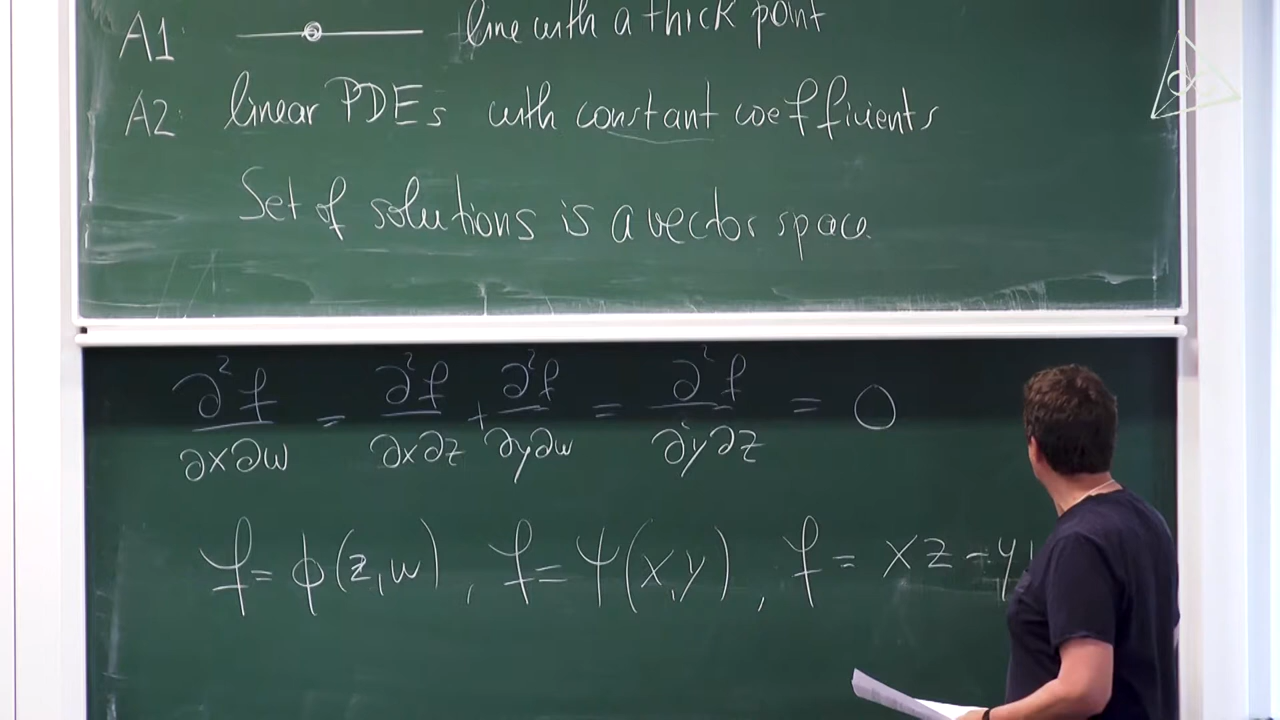 A1: line with a thick point
A2: linear PDEs with constant coefficients
Set of solutions is a vector space
∂²f/∂x∂w = ∂²f/∂x∂z + ∂²f/∂y∂w = ∂²f/∂y∂z = 0
f = ϕ(z,w), f = ψ(x,y), f = xz - y